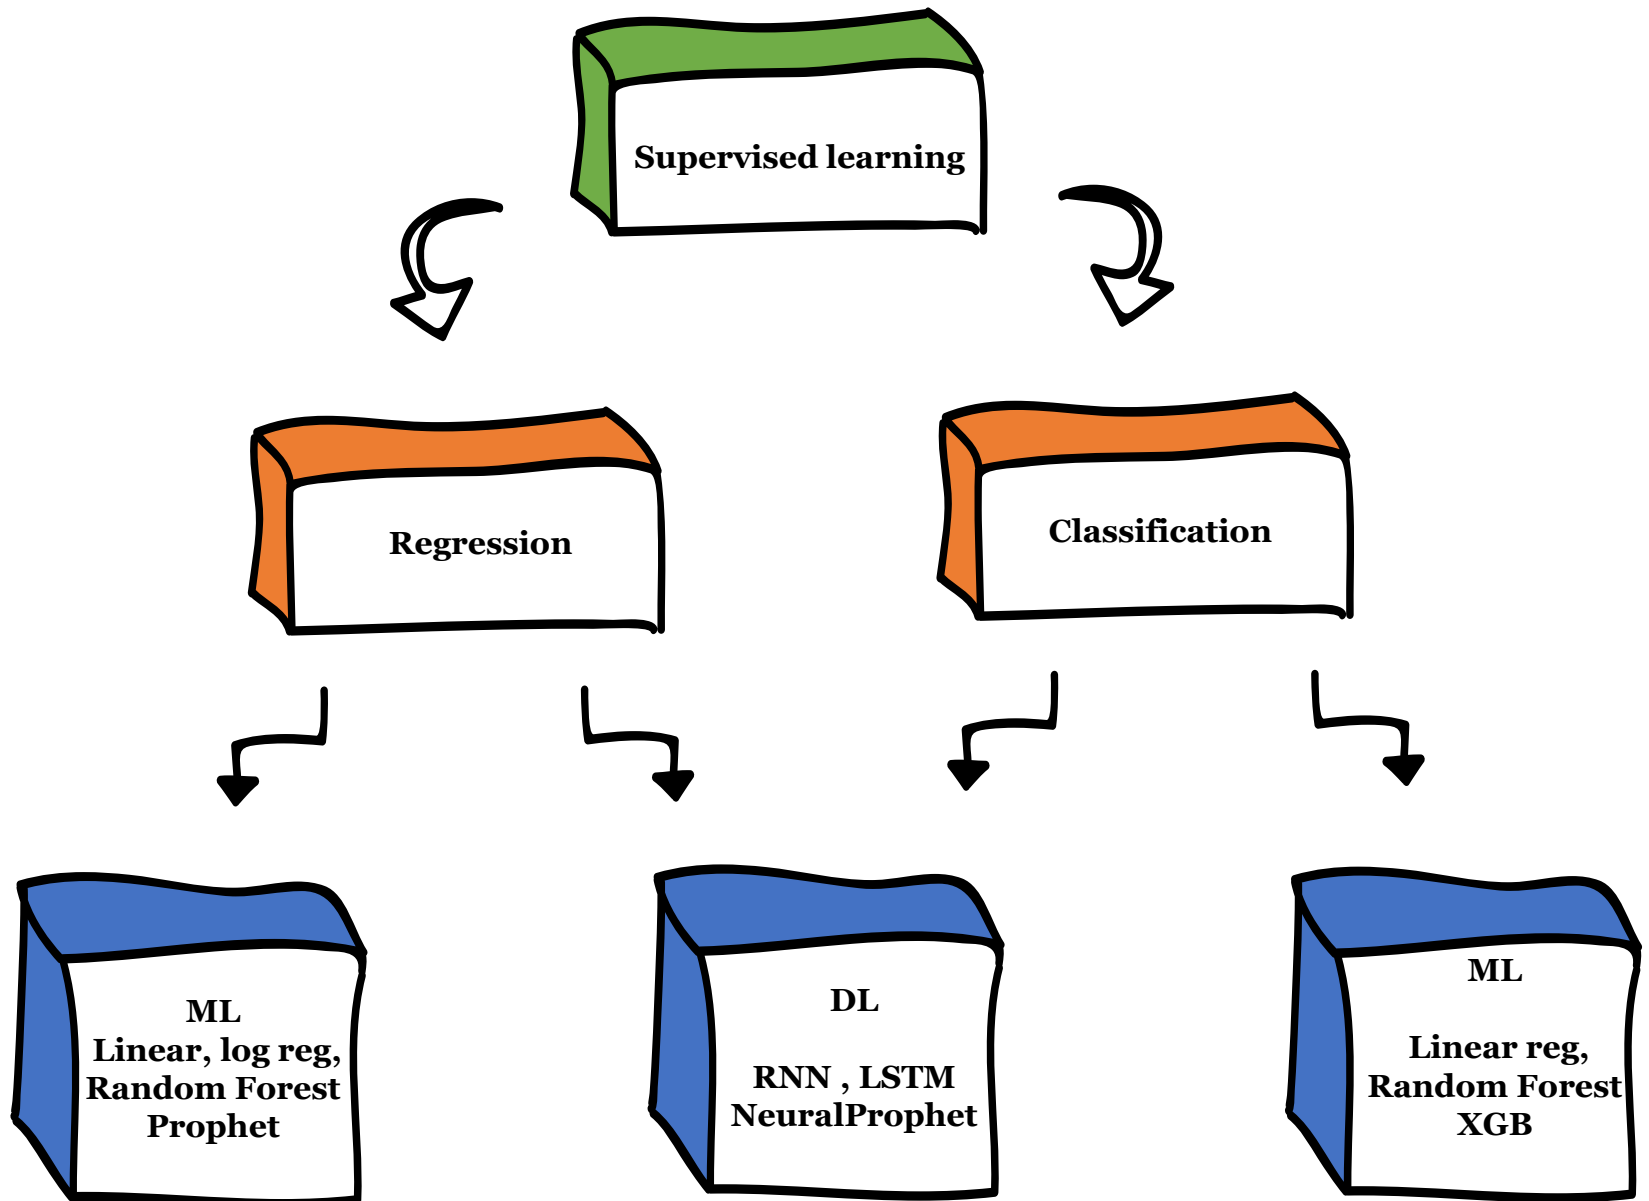 Supervised learning
Regression
Classification
ML
Linear, log reg,
Random Forest
Prophet
DL
RNN , LSTM
NeuralProphet
ML
Linear reg,
Random Forest
XGB